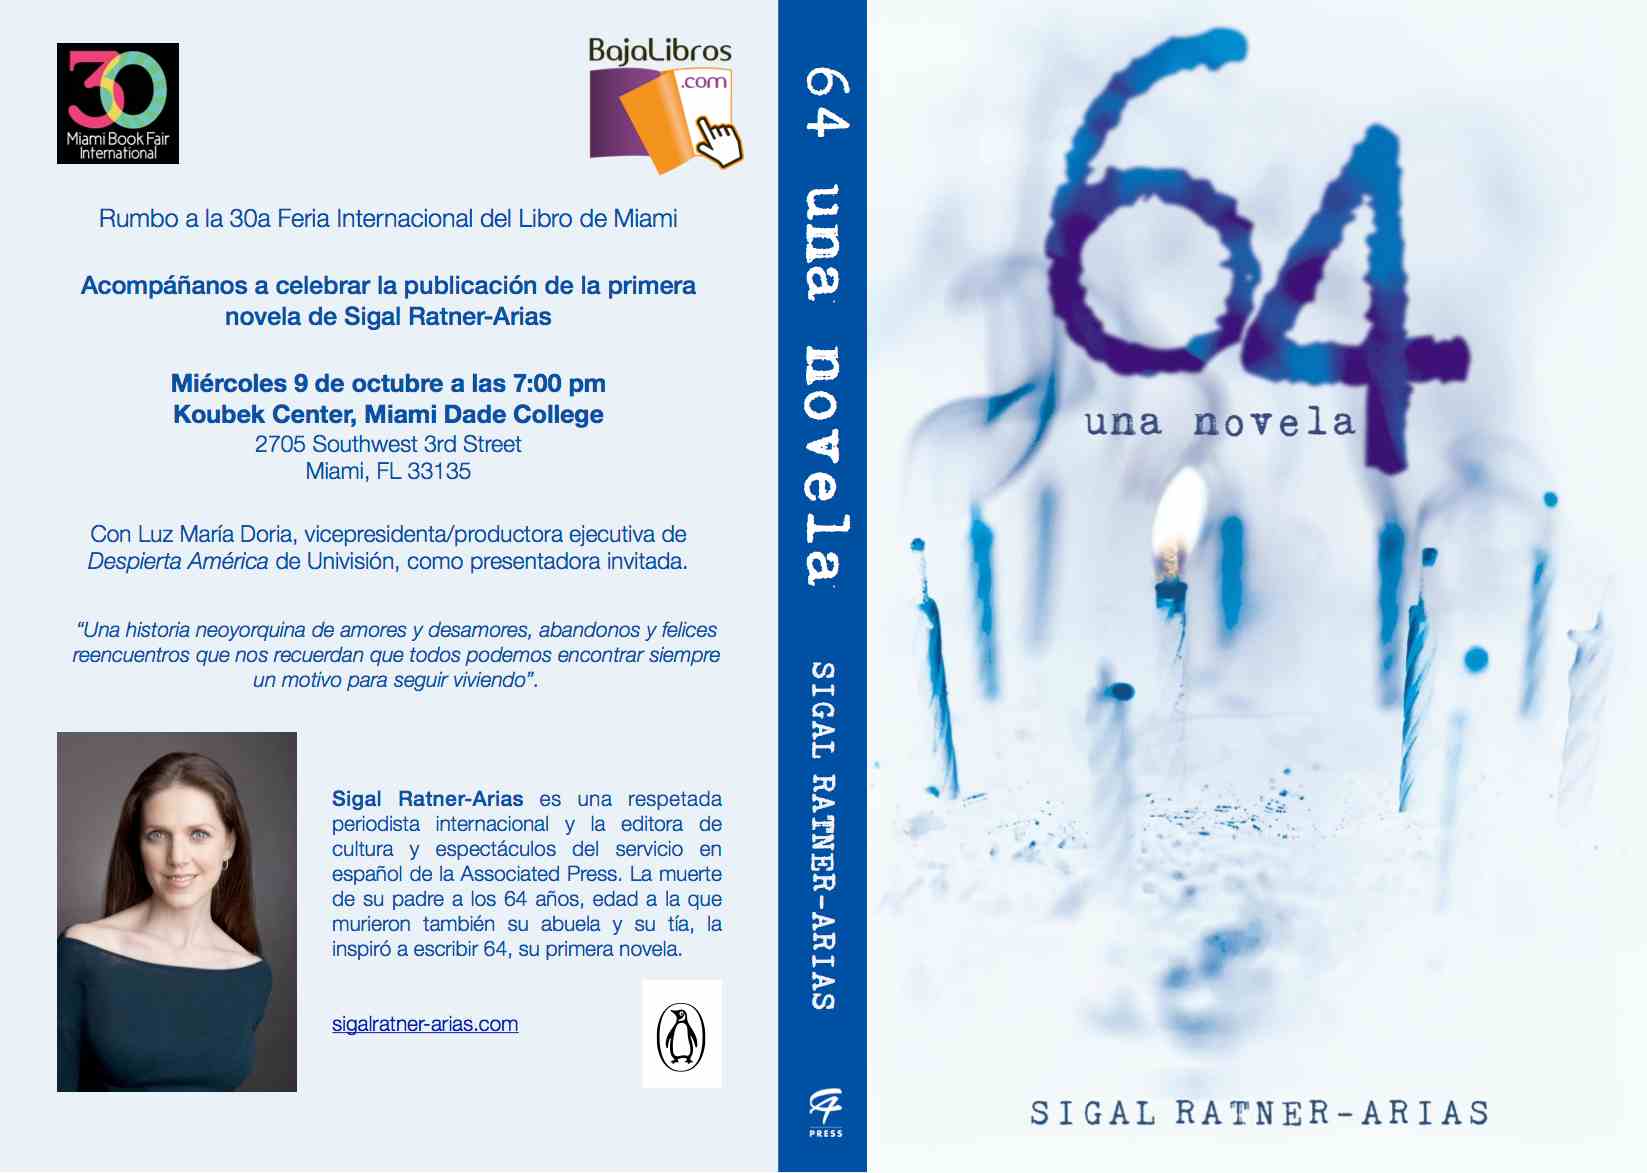 30
Miami Book Fair
International
BajaLibros
.com
Rumbo a la 30a Feria Internacional del Libro de Miami
Acompáñanos a celebrar la publicación de la primera
novela de Sigal Ratner-Arias
Miércoles 9 de octubre a las 7:00 pm
Koubek Center, Miami Dade College
2705 Southwest 3rd Street
Miami, FL 33135
Con Luz María Doria, vicepresidenta/productora ejecutiva de
Despierta América de Univisión, como presentadora invitada.
“Una historia neoyorquina de amores y desamores, abandonos y felices
reencuentros que nos recuerdan que todos podemos encontrar siempre
un motivo para seguir viviendo”.
Sigal Ratner-Arias es una respetada
periodista internacional y la editora de
cultura y espectáculos del servicio en
español de la Associated Press. La muerte
de su padre a los 64 años, edad a la que
murieron también su abuela y su tía, la
inspiró a escribir 64, su primera novela.
sigalratner-arias.com
64 una novela SIGAL RATNER-ARIAS
PRESS
64
una novela
SIGAL RATNER-ARIAS